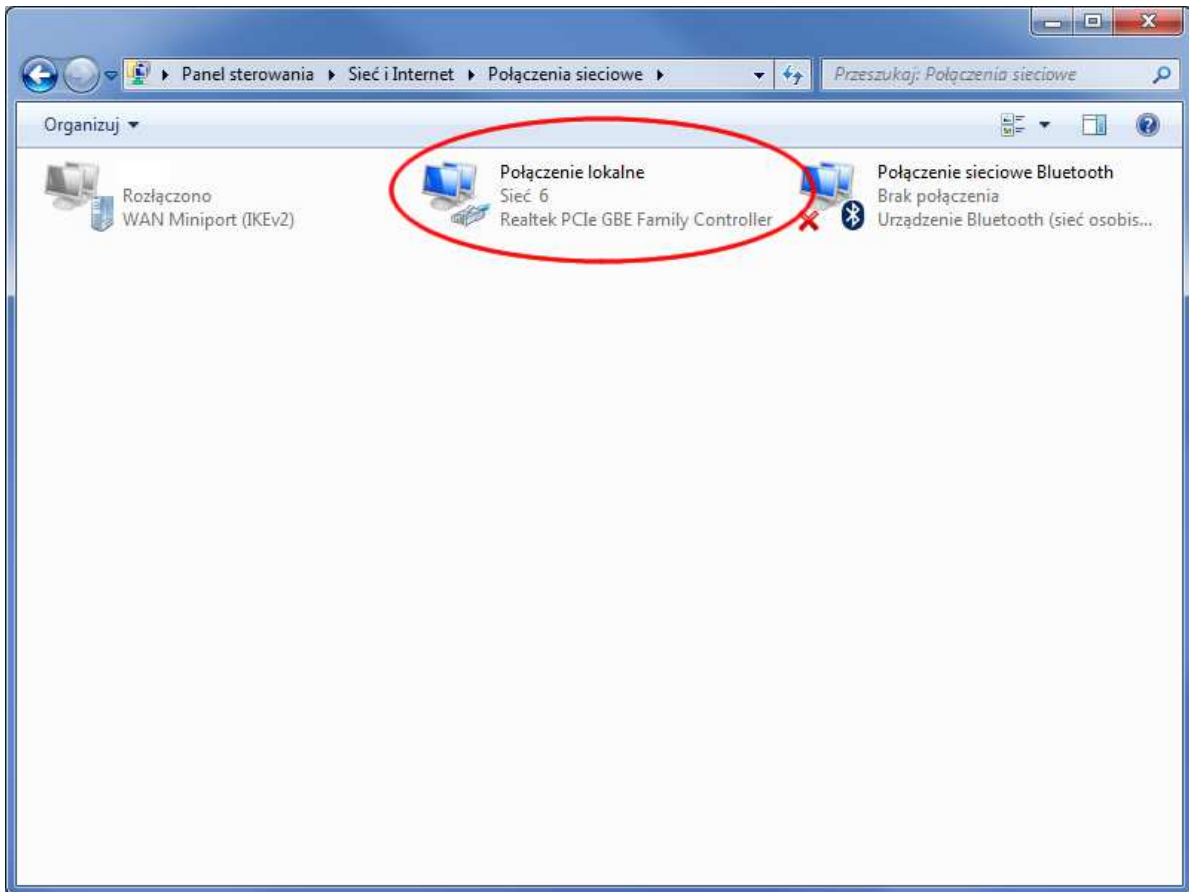 Panel sterowania Sieć i Internet Połączenia sieciowe Przeszukaj: Połączenia sieciowe
Organizuj
Rozłączono
WAN Miniport (IKEv2)
Połączenie lokalne
Sieć 6
Realtek PCIe GBE Family Controller
Połączenie sieciowe Bluetooth
Brak połączenia
Urządzenie Bluetooth (sieć osobis...